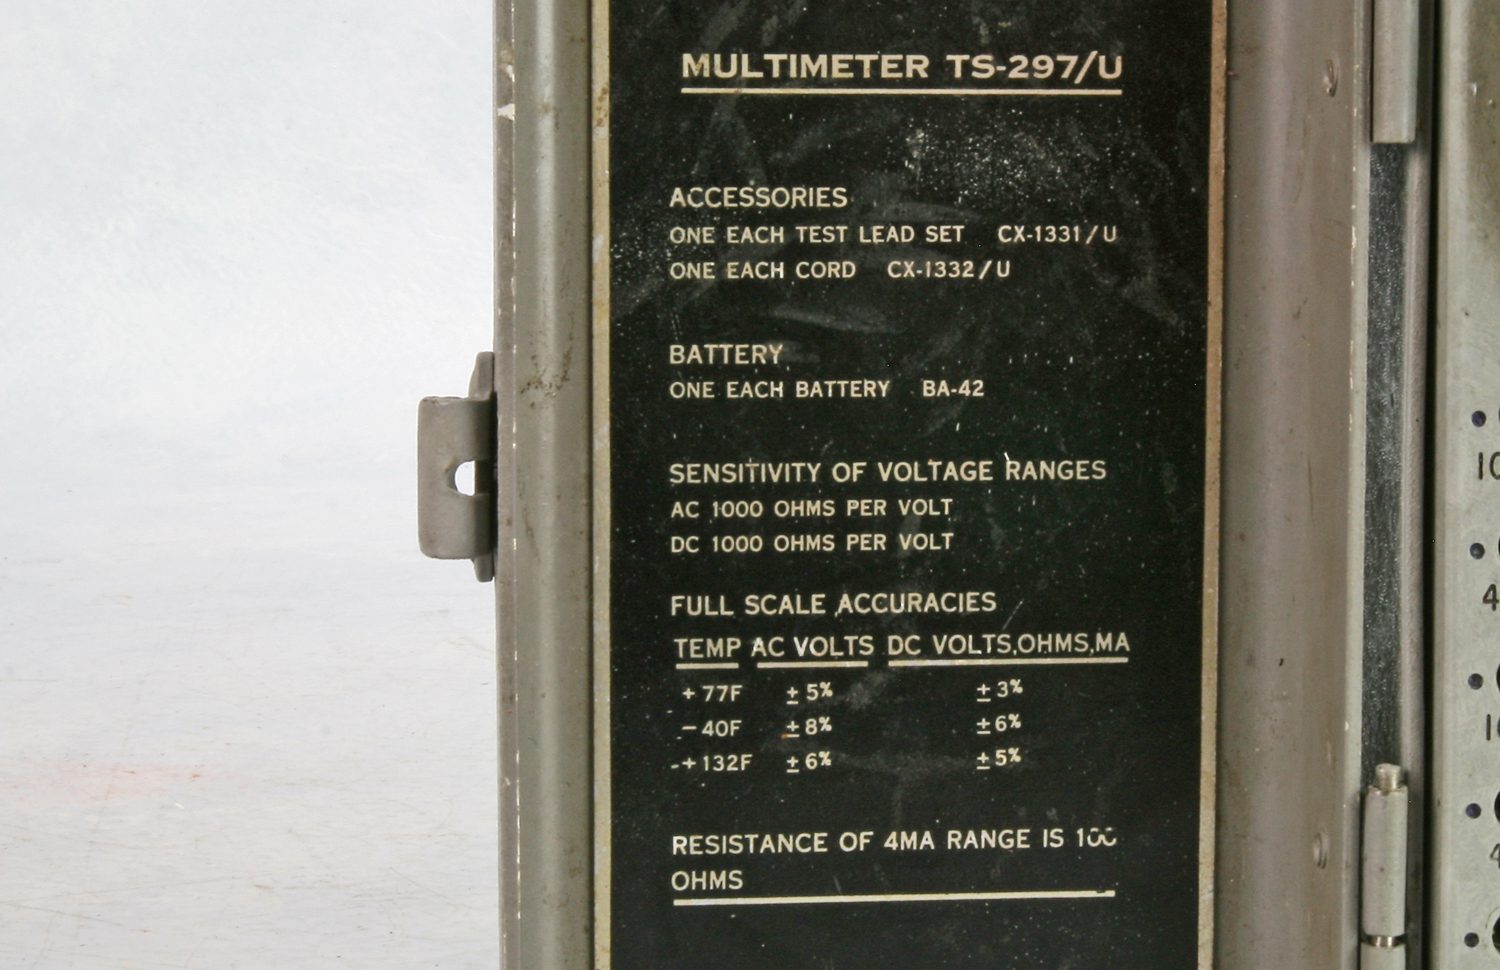 MULTIMETER TS-297/U
ACCESSORIES
ONE EACH TEST LEAD SET CX-1331/U
ONE EACH CORD CX-1332/U
BATTERY
ONE EACH BATTERY BA-42
SENSITIVITY OF VOLTAGE RANGES
AC 1000 OHMS PER VOLT
DC 1000 OHMS PER VOLT
FULL SCALE ACCURACIES
TEMP AC VOLTS DC VOLTS,OHMS,MA
+77F ±5% ±3%
-40F ±8% ±6%
+132F ±6% ±5%
RESISTANCE OF 4MA RANGE IS 100
OHMS